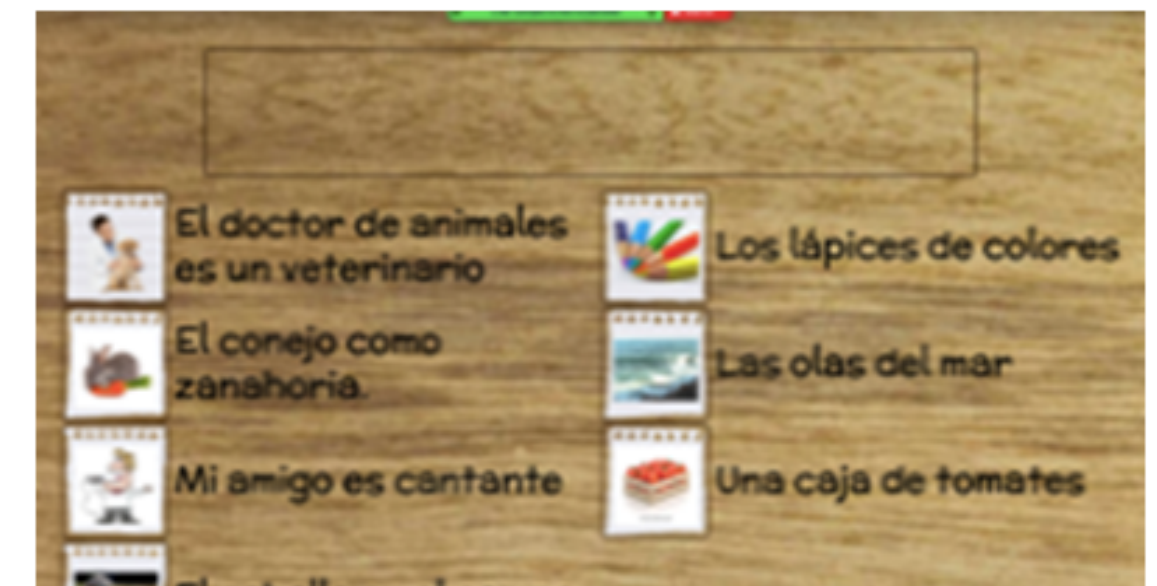 El doctor de animales
es un veterinario
El conejo como
zanahoria.
Mi amigo es cantante
Los lápices de colores
Las olas del mar
Una caja de tomates